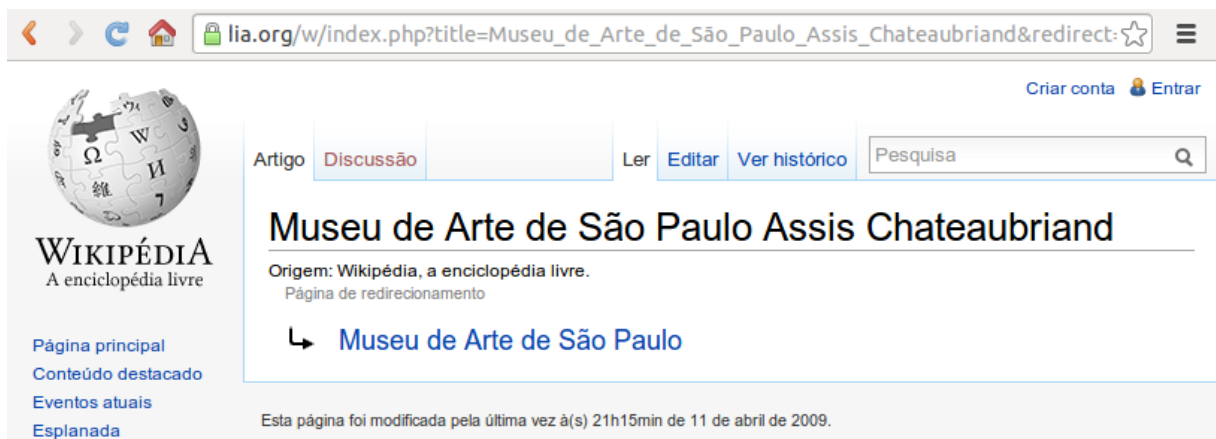 lia.org/w/index.php?title=Museu_de_Arte_de_São_Paulo_Assis_Chateaubriand&redirect=
Criar conta Entrar
Artigo Discussão Ler Editar Ver histórico Pesquisa
Museu de Arte de São Paulo Assis Chateaubriand
Origem: Wikipédia, a enciclopédia livre.
Página de redirecionamento
Museu de Arte de São Paulo
Esta página foi modificada pela última vez à(s) 21h15min de 11 de abril de 2009.
Ω W И 維 7
WIKIPÉDIA
A enciclopédia livre
Página principal
Conteúdo destacado
Eventos atuais
Esplanada